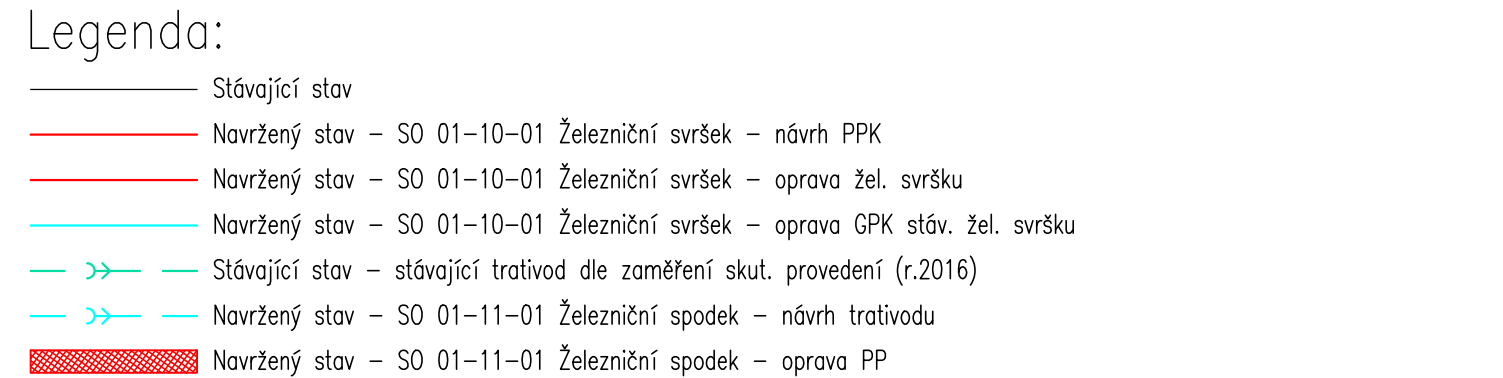 Legenda:
Stávající stav
Navržený stav – SO 01–10–01 Železniční svršek – návrh PPK
Navržený stav – SO 01–10–01 Železniční svršek – oprava žel. svršku
Navržený stav – SO 01–10–01 Železniční svršek – oprava GPK stáv. žel. svršku
Stávající stav – stávající trativod dle zaměření skut. provedení (r.2016)
Navržený stav – SO 01–11–01 Železniční spodek – návrh trativodu
Navržený stav – SO 01–11–01 Železniční spodek – oprava PP